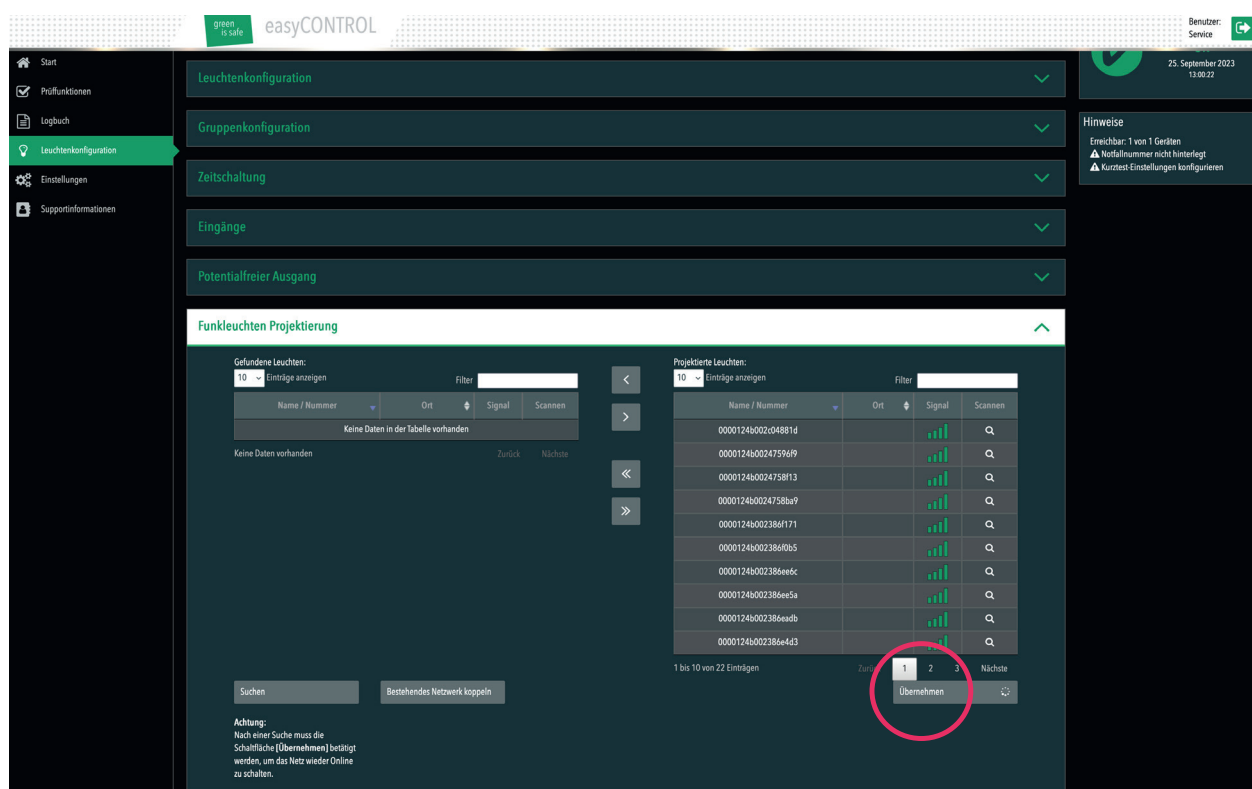 green
is safe
easyCONTROL
Benutzer:
Service
Start
Prüffunktionen
Logbuch
Leuchtenkonfiguration
Einstellungen
Supportinformationen
25. September 2023
13:00:22
Hinweise
Erreichbar: 1 von 1 Geräten
Notfallnummer nicht hinterlegt
Kurztest-Einstellungen konfigurieren
Leuchtenkonfiguration
Gruppenkonfiguration
Zeitschaltung
Eingänge
Potentialfreier Ausgang
Funkleuchten Projektierung
Gefundene Leuchten:
10 Einträge anzeigen Filter
Name / Nummer Ort Signal Scannen
Keine Daten in der Tabelle vorhanden
Keine Daten vorhanden Zurück Nächste
Projektierte Leuchten:
10 Einträge anzeigen Filter
Name / Nummer Ort Signal Scannen
0000124b002c04881d
0000124b00247596f9
0000124b0024758f13
0000124b0024758ba9
0000124b002386f171
0000124b002386f0b5
0000124b002386ee6c
0000124b002386ee5a
0000124b002386eadb
0000124b002386e4d3
1 bis 10 von 22 Einträgen Zurück 1 2 3 Nächste
Suchen Bestehendes Netzwerk koppeln Übernehmen
Achtung:
Nach einer Suche muss die
Schaltfläche [Übernehmen] betätigt
werden, um das Netz wieder Online
zu schalten.